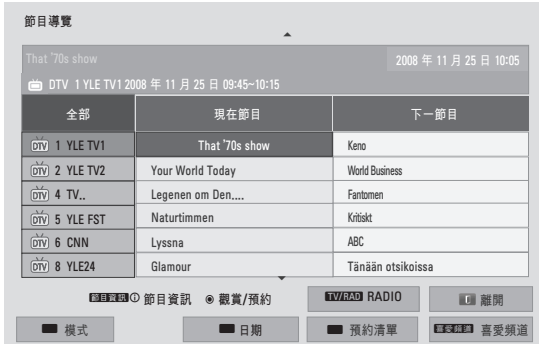 節目導覽
That '70s show 2008 年 11 月 25 日 10:05
DTV 1 YLE TV1 2008 年 11 月 25 日 09:45~10:15
全部 現在節目 下一節目
DTV 1 YLE TV1 That '70s show Keno
DTV 2 YLE TV2 Your World Today World Business
DTV 4 TV.. Legenen om Den.... Fantomen
DTV 5 YLE FST Naturtimmen Kritiskt
DTV 6 CNN Lyssna ABC
DTV 8 YLE24 Glamour Tänään otsikoissa
節目資訊 節目資訊 觀賞/預約 TV/RAD RADIO 離開
模式 日期 預約清單 喜愛頻道 喜愛頻道